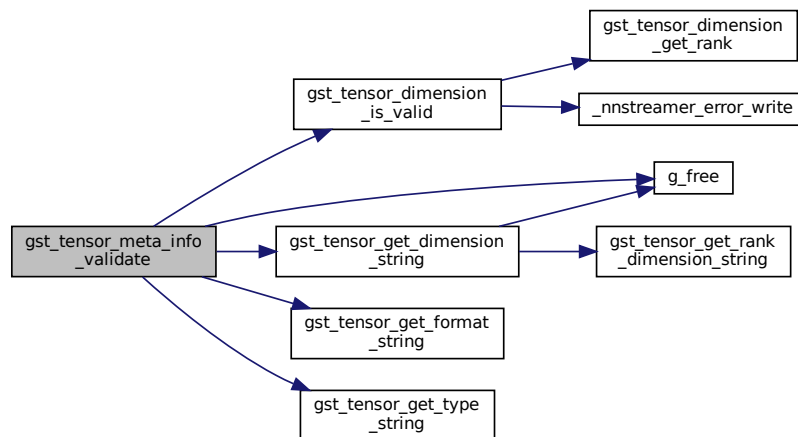 gst_tensor_meta_info
_validate
gst_tensor_dimension
_is_valid
gst_tensor_dimension
_get_rank
_nnstreamer_error_write
g_free
gst_tensor_get_dimension
_string
gst_tensor_get_rank
_dimension_string
gst_tensor_get_format
_string
gst_tensor_get_type
_string